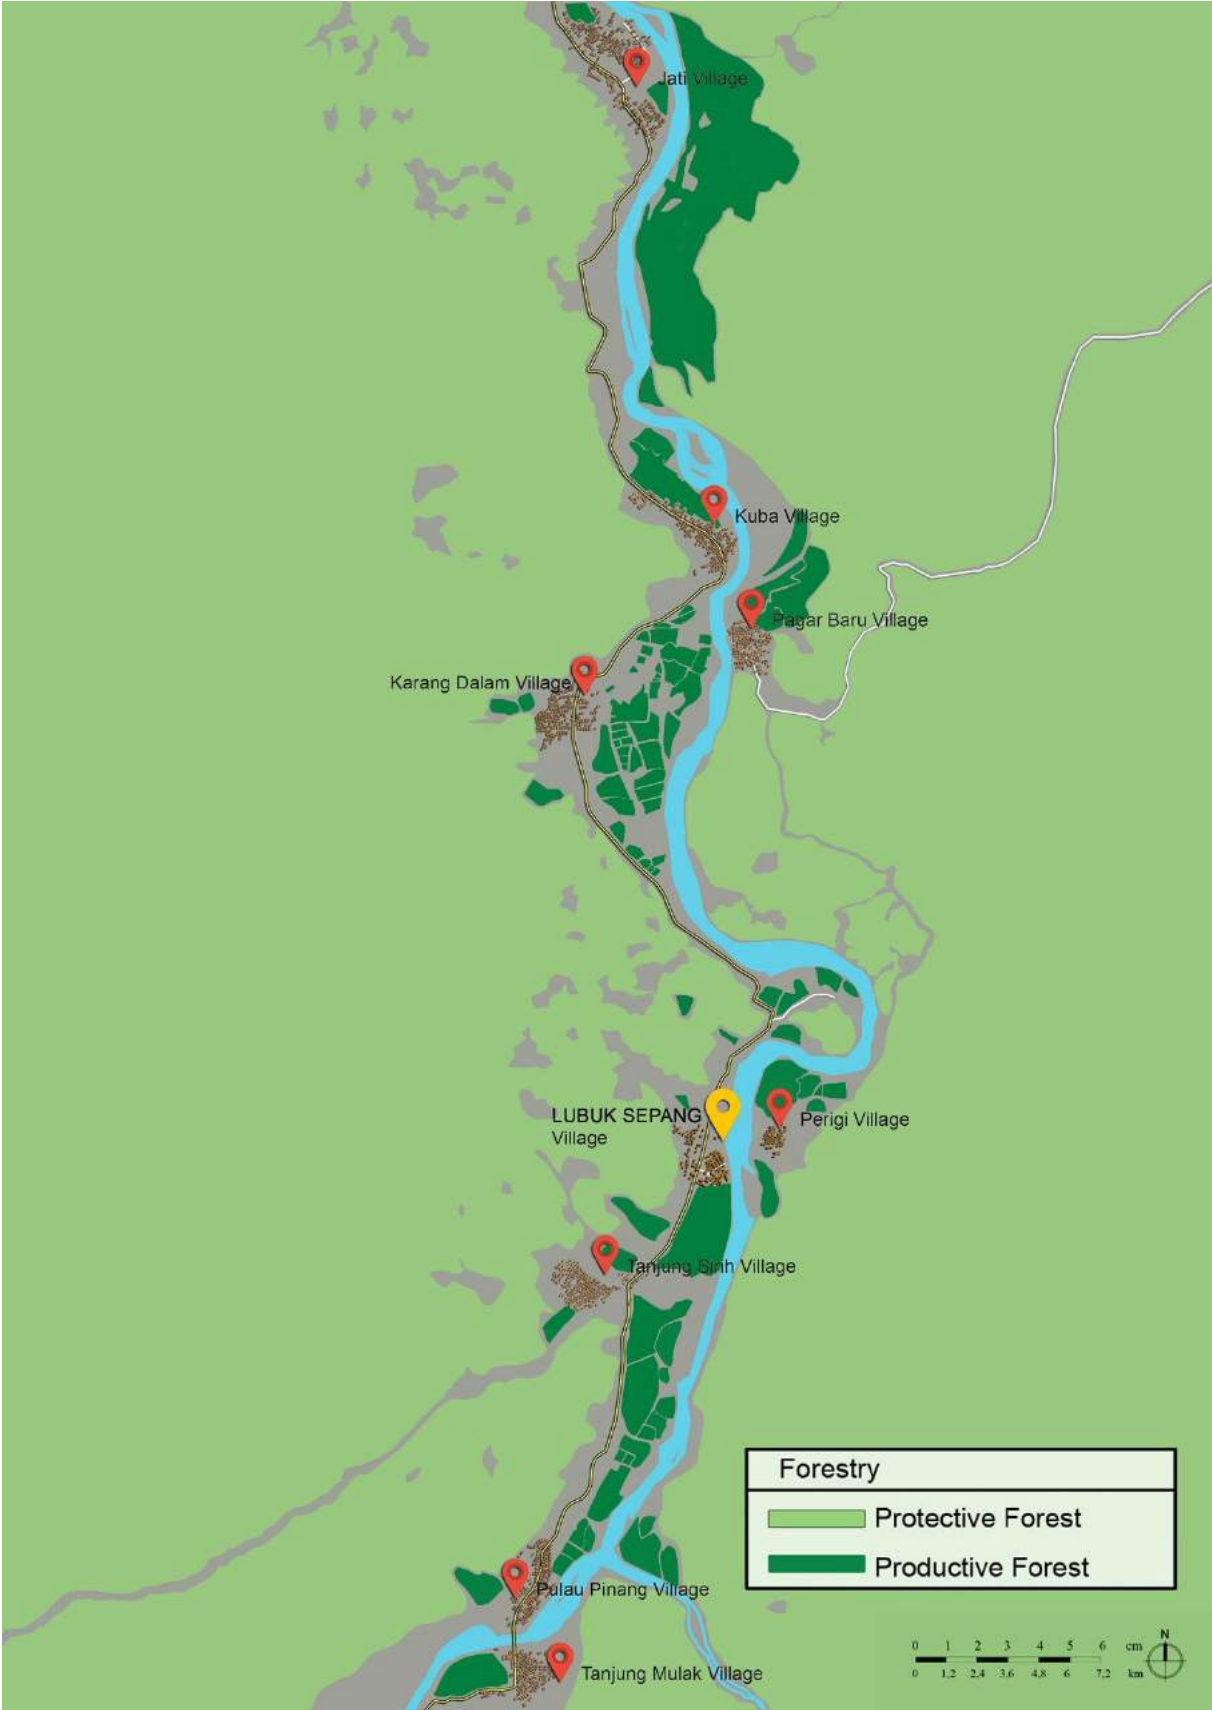 Jati Village
Kuba Village
Pagar Baru Village
Karang Dalam Village
LUBUK SEPANG
Village
Perigi Village
Tanjung Sirih Village
Forestry
Protective Forest
Productive Forest
Pulau Pinang Village
Tanjung Mulak Village
N
0 1 2 3 4 5 6 cm
0 1,2 2,4 3,6 4,8 6 7,2 km